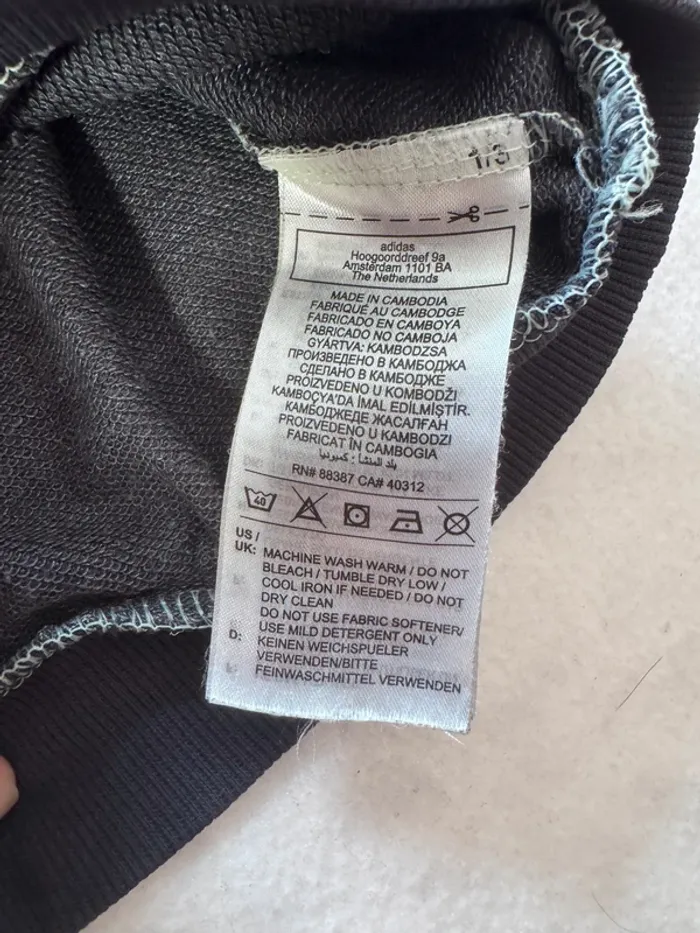 1/3
adidas
Hoogoorddreef 9a
Amsterdam 1101 BA
The Netherlands
MADE IN CAMBODIA
FABRIQUÉ AU CAMBODGE
FABRICADO EN CAMBOYA
FABRICADO NO CAMBOJA
GYÁRTVA: KAMBODZSA
ПРОИЗВЕДЕНО В КАМБОДЖА
СДЕЛАНО В КАМБОДЖЕ
PROIZVEDENO U KOMBODŽI
KAMBOÇYA'DA İMAL EDİLMİŞTİR.
КАМБОДЖЕДЕ ЖАСАЛҒАН
PROIZVEDENO U KAMBODZI
FABRICAT ÎN CAMBOGIA
بلد المنشأ : كمبوديا
RN# 88387 CA# 40312
40
US /
UK: MACHINE WASH WARM / DO NOT
BLEACH / TUMBLE DRY LOW /
COOL IRON IF NEEDED / DO NOT
DRY CLEAN
DO NOT USE FABRIC SOFTENER/
USE MILD DETERGENT ONLY
D: KEINEN WEICHSPUELER
VERWENDEN/BITTE
FEINWASCHMITTEL VERWENDEN